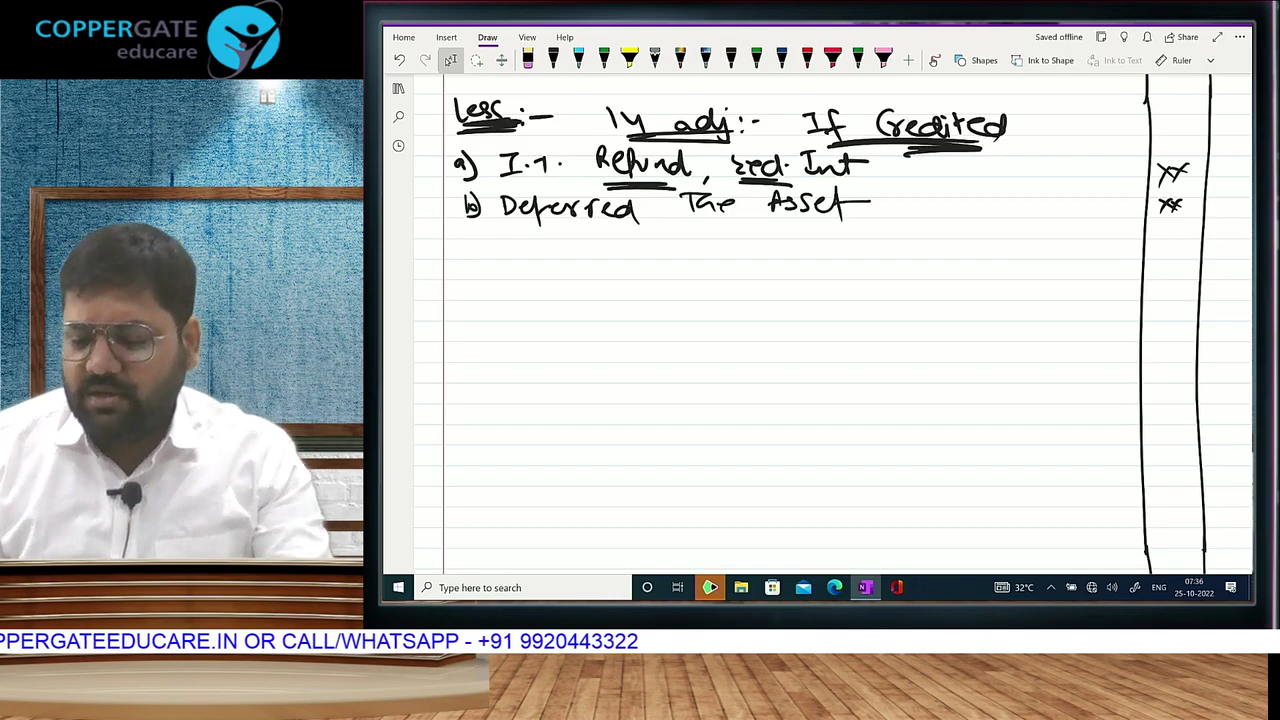 COPPERGATE
educare
Home Insert Draw View Help
Saved offline
Share
Shapes
Ink to Shape
Ink to Text
Ruler
Less:- Iy adj:- If Credited
a) I.T. Refund, Int
xx
b) Deferred Asset
xx
Type here to search
32°C
ENG
07:36
25-10-2022
PPERGATEEDUCARE.IN OR CALL/WHATSAPP - +91 9920443322